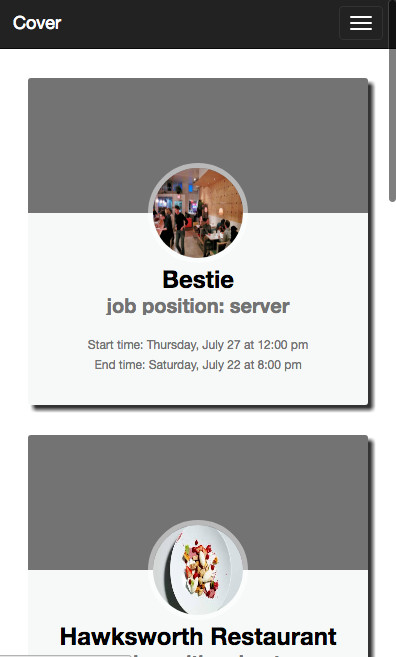 Cover
Bestie
job position: server
Start time: Thursday, July 27 at 12:00 pm
End time: Saturday, July 22 at 8:00 pm
Hawksworth Restaurant